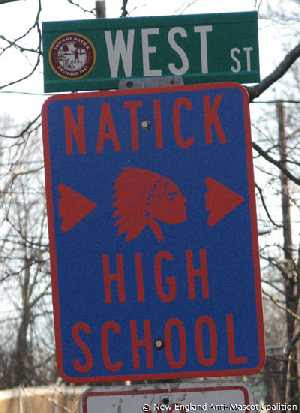 WEST ST
NATICK
HIGH
SCHOOL
© New England Anti-Mascot Coalition